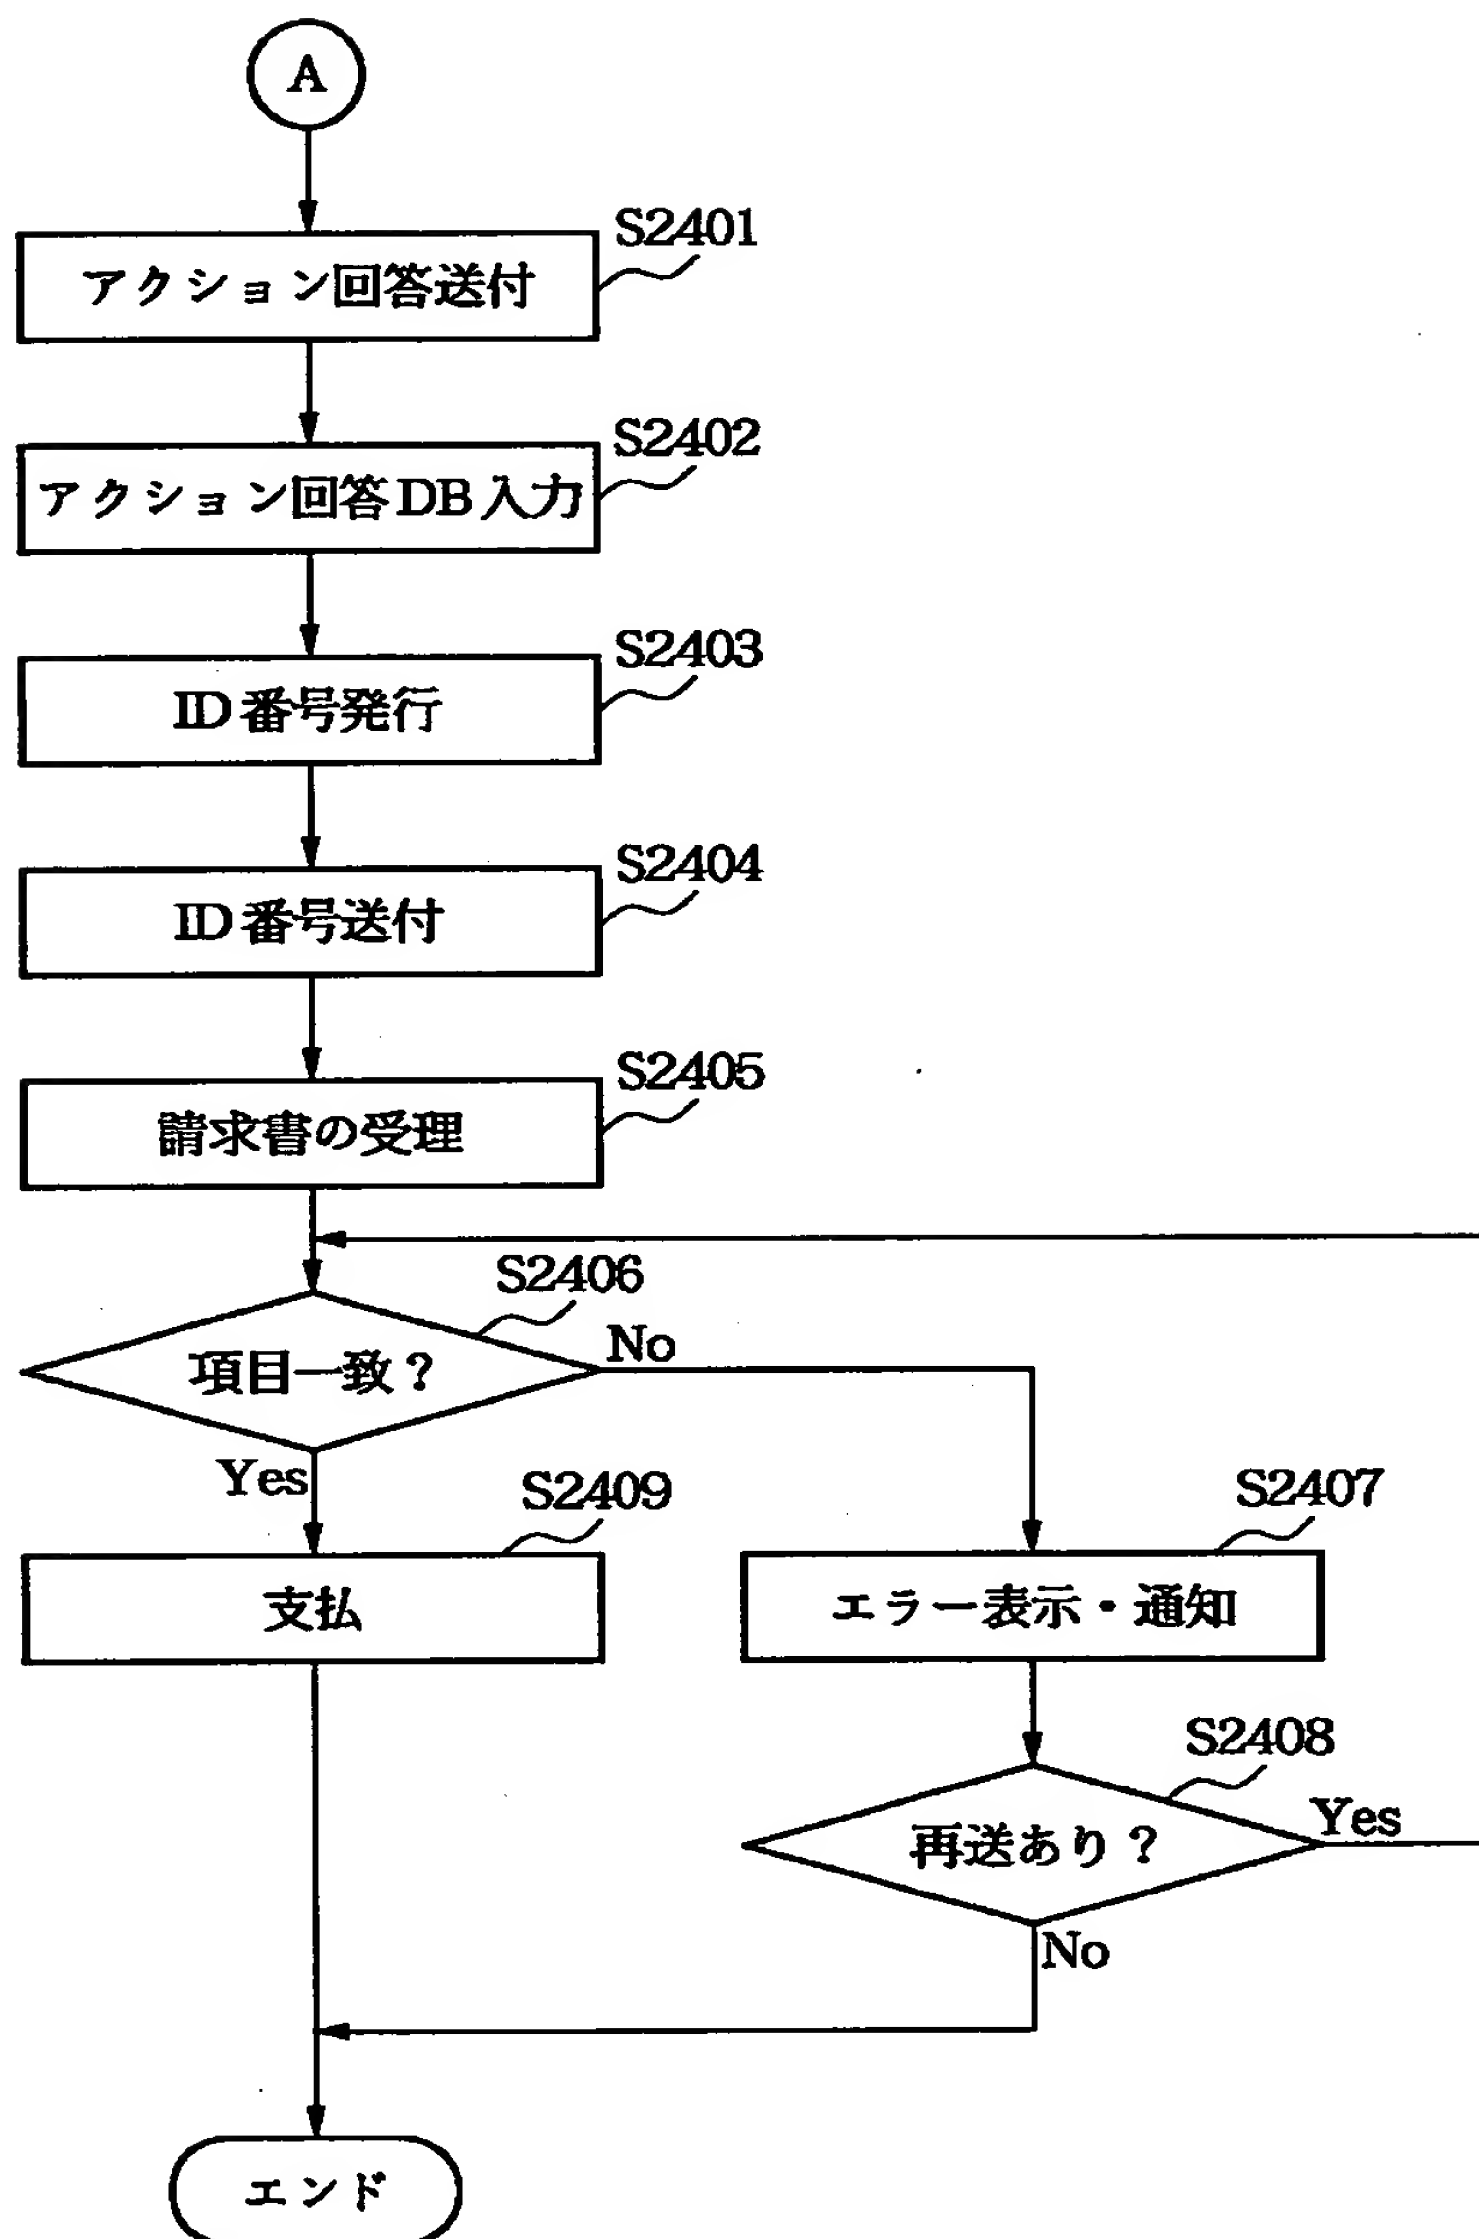 A
S2401
アクション回答送付
S2402
アクション回答DB入力
S2403
ID番号発行
S2404
ID番号送付
S2405
請求書の受理
S2406
項目一致?
No
Yes
S2409
支払
S2407
エラー表示・通知
S2408
再送あり?
Yes
No
エンド